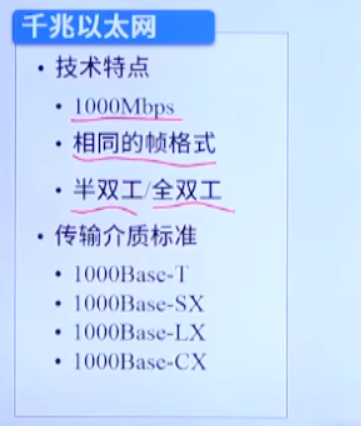 千兆以太网
• 技术特点
• 1000Mbps
• 相同的帧格式
• 半双工/全双工
• 传输介质标准
• 1000Base-T
• 1000Base-SX
• 1000Base-LX
• 1000Base-CX